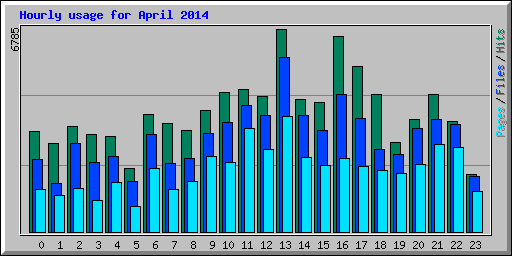 Hourly usage for April 2014
6785
Pages/Files/Hits
0 1 2 3 4 5 6 7 8 9 10 11 12 13 14 15 16 17 18 19 20 21 22 23